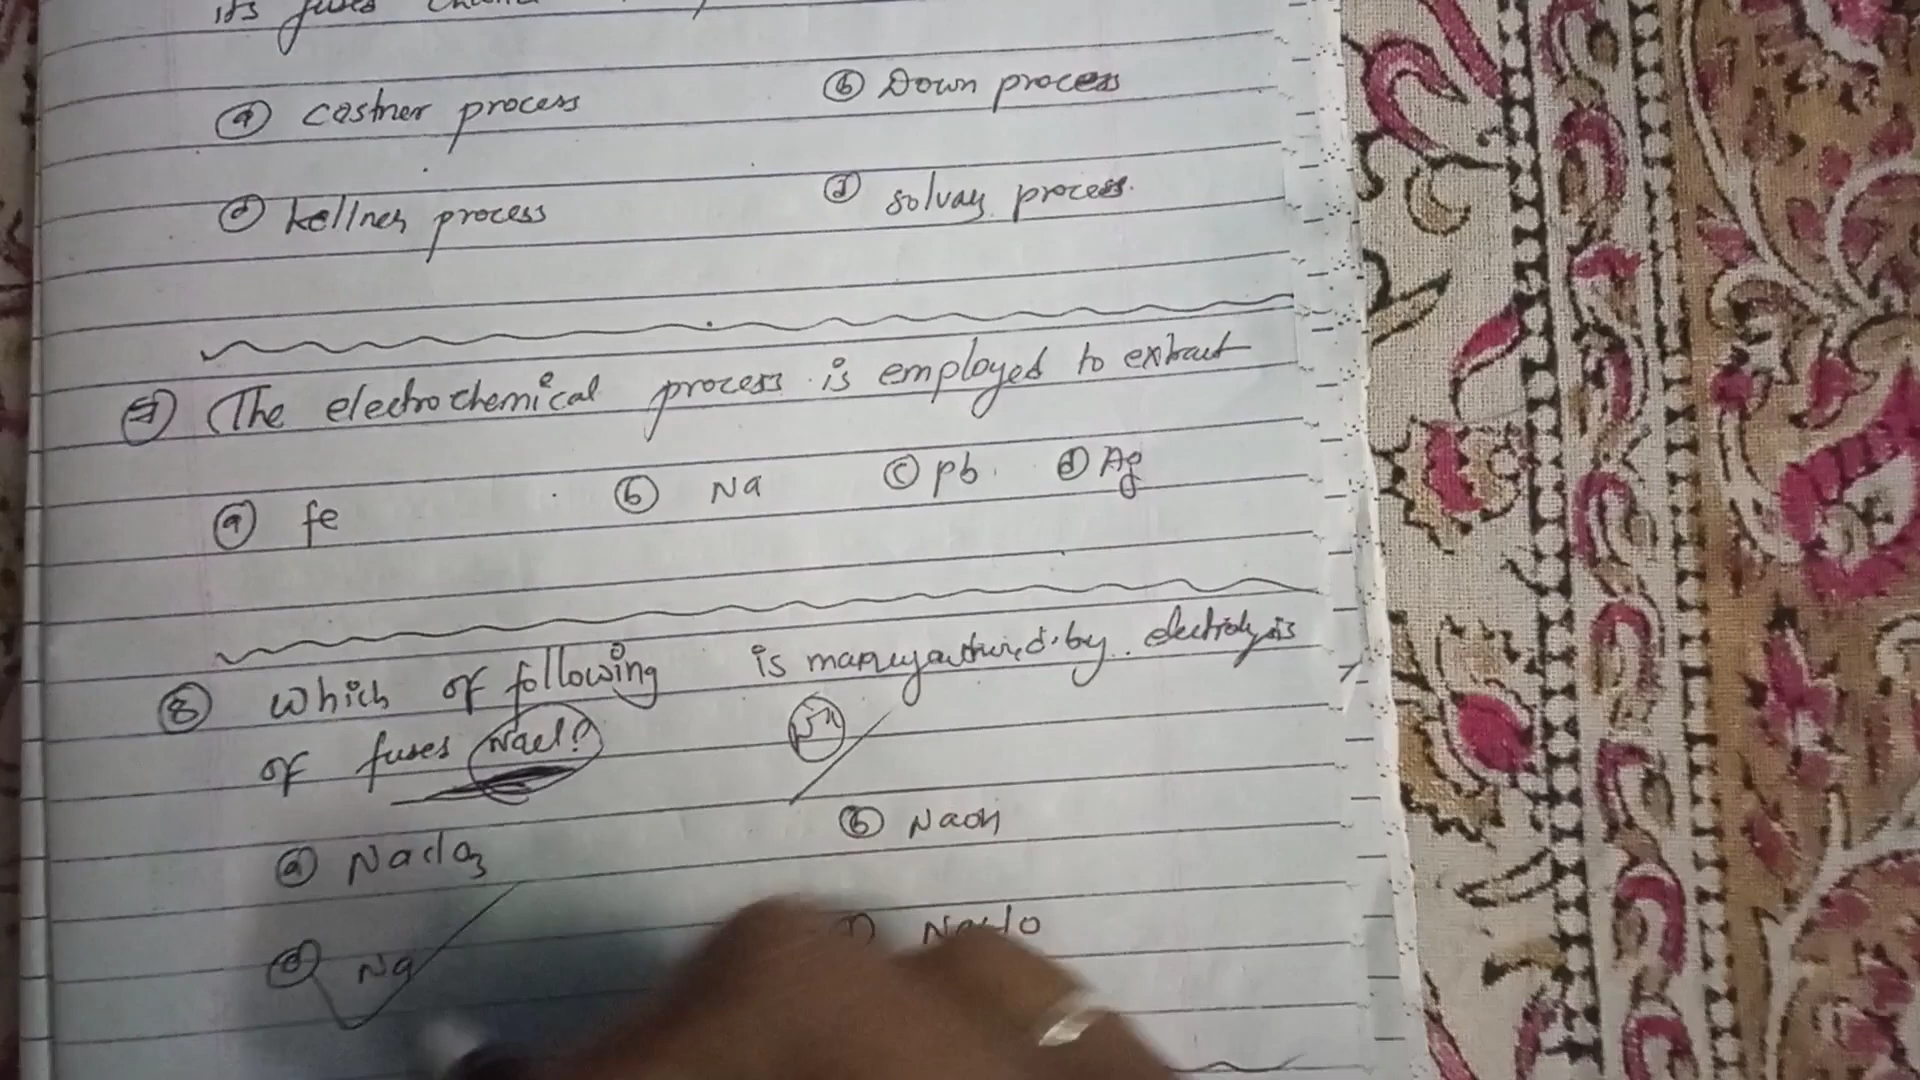 its fuses
(a) castner process (b) Down process
(c) kellner process (d) solvay process.
(7) The electrochemical process is employed to extract
(a) fe (b) Na (c) pb. (d) Ag
(8) which of following is manufactured by electrolysis
of fuses Nacl?
(a) Naclo3 (b) Naoh
(c) Na (d) Naclo